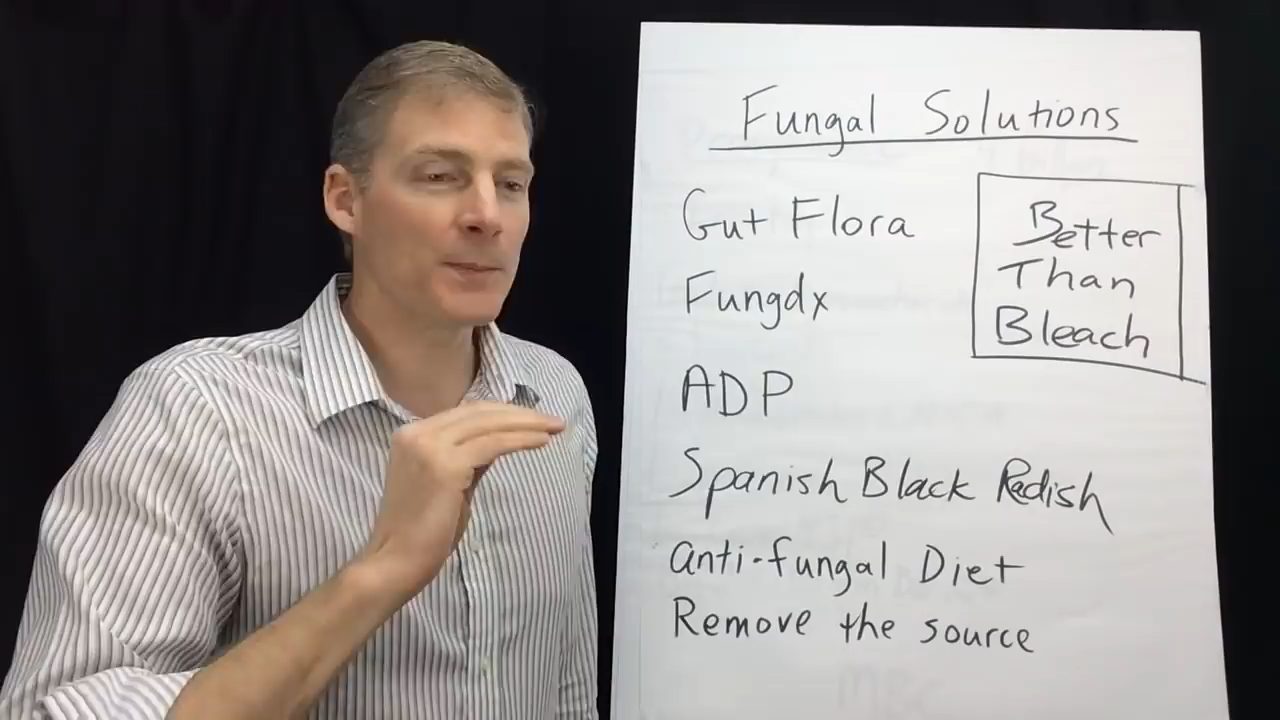 Fungal Solutions
Gut Flora
Fungdx
ADP
Spanish Black Radish
Anti-fungal Diet
Remove the source
Better
Than
Bleach